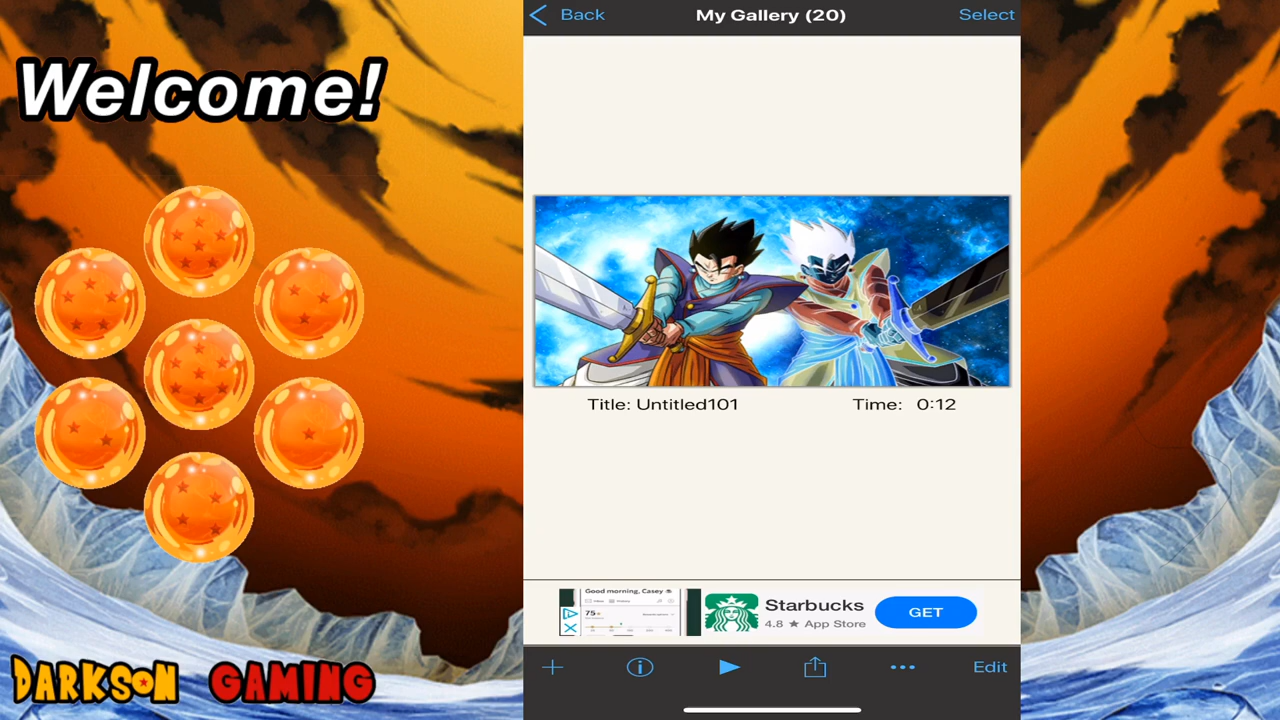 Welcome!
DARKSON GAMING
Back
My Gallery (20)
Select
Title: Untitled101
Time: 0:12
Good morning, Casey
75
Starbucks
4.8 ★ App Store
GET
Edit